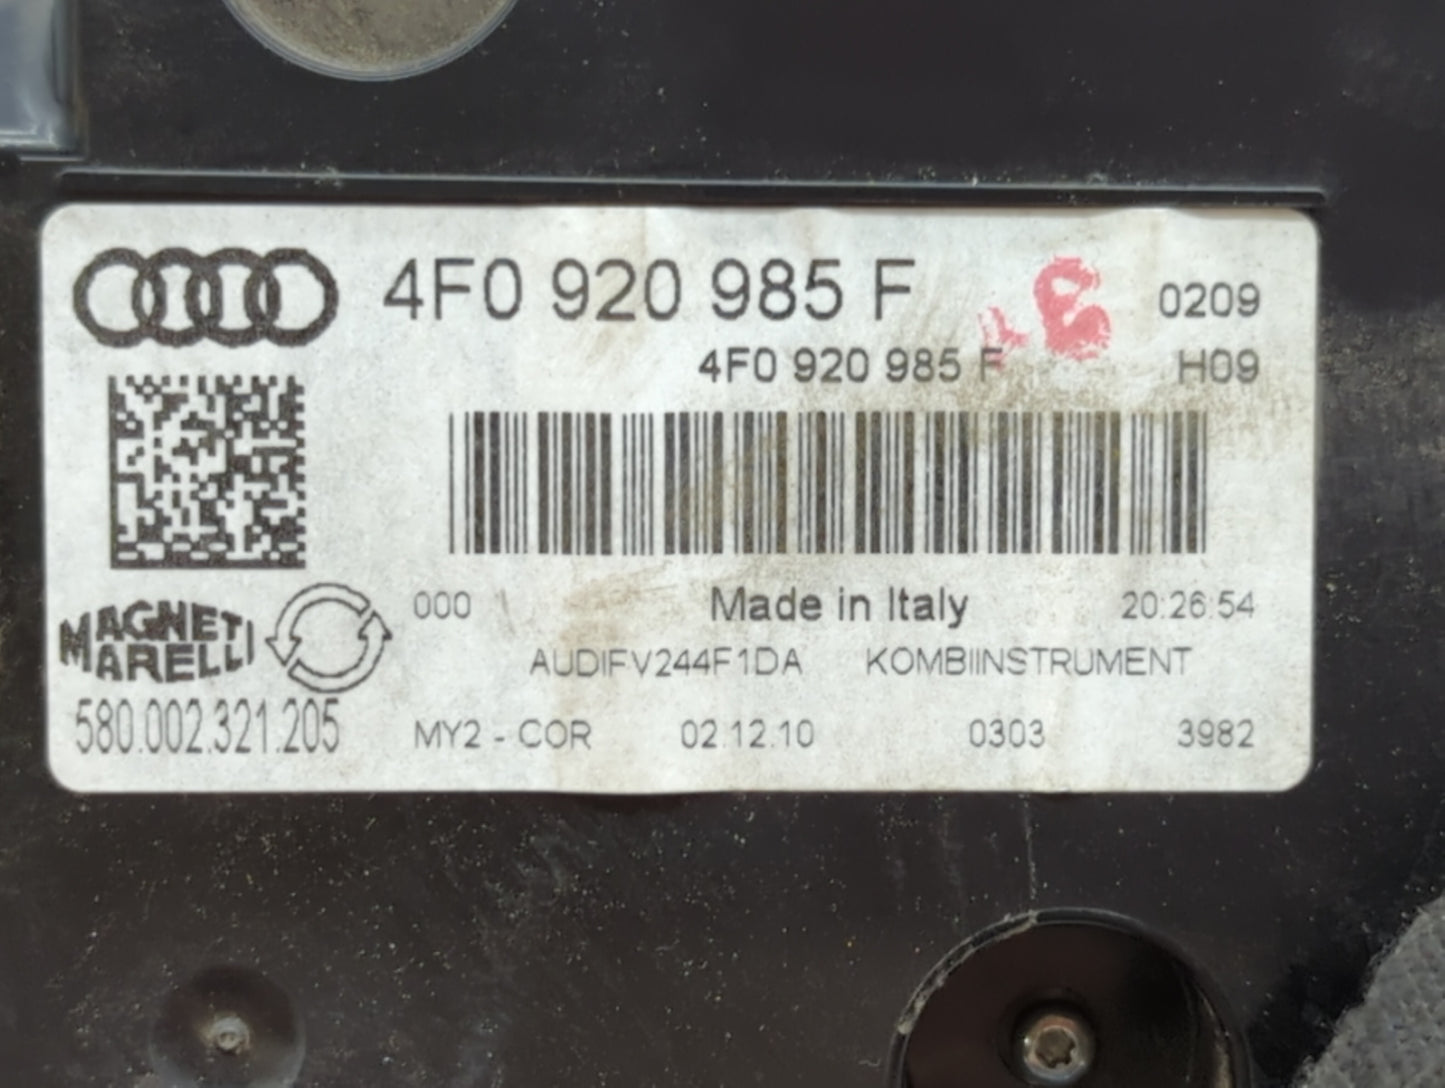 4F0 920 985 F 0209
4F0 920 985 F H09
000 Made in Italy 20:26:54
MAGNETI
MARELLI
AUDIFV244F1DA KOMBIINSTRUMENT
580.002.321.205 MY2 - COR 02.12.10 0303 3982